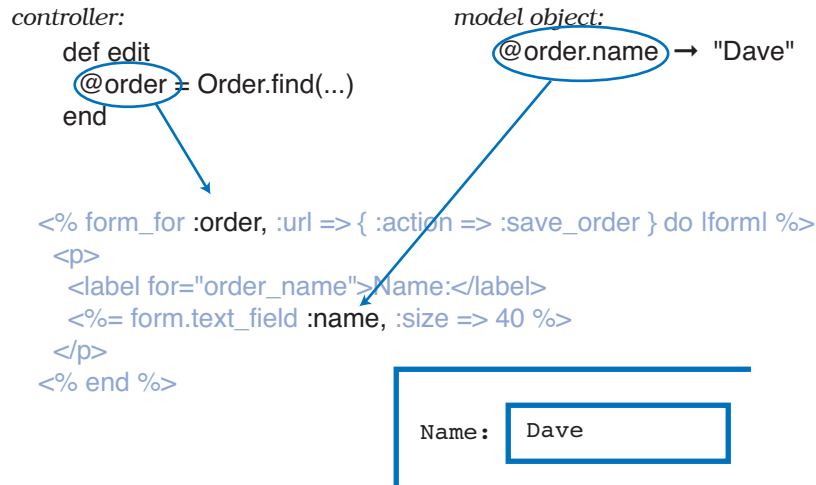 controller: model object:
def edit @order.name → "Dave"
@order = Order.find(...)
end
<% form_for :order, :url => { :action => :save_order } do |form| %>
<p>
<label for="order_name">Name:</label>
<%= form.text_field :name, :size => 40 %>
</p>
<% end %>
Name: Dave